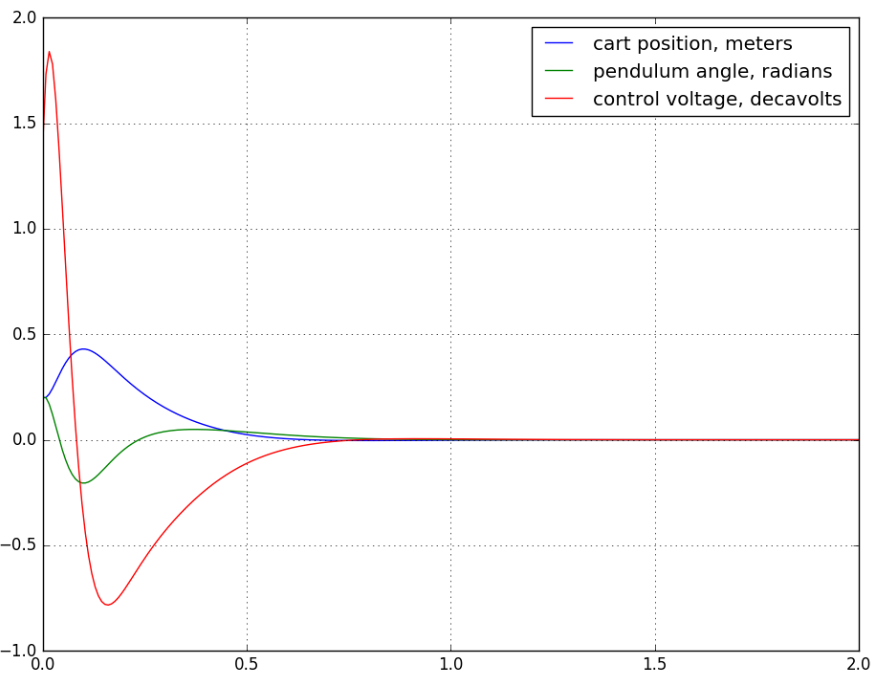 2.0
cart position, meters
pendulum angle, radians
control voltage, decavolts
1.5
1.0
0.5
0.0
−0.5
−1.0
0.0 0.5 1.0 1.5 2.0